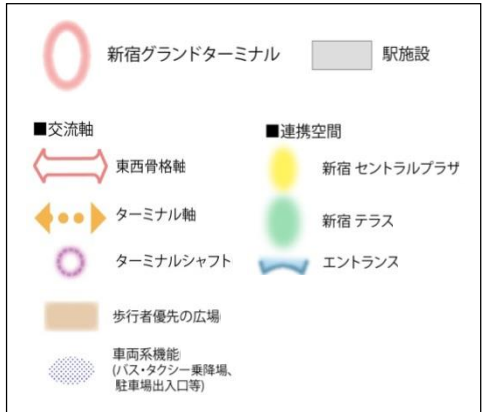 新宿グランドターミナル
駅施設
■交流軸
東西骨格軸
ターミナル軸
ターミナルシャフト
歩行者優先の広場
車両系機能
(バス・タクシー乗降場、
駐車場出入口等)
■連携空間
新宿 セントラルプラザ
新宿 テラス
エントランス